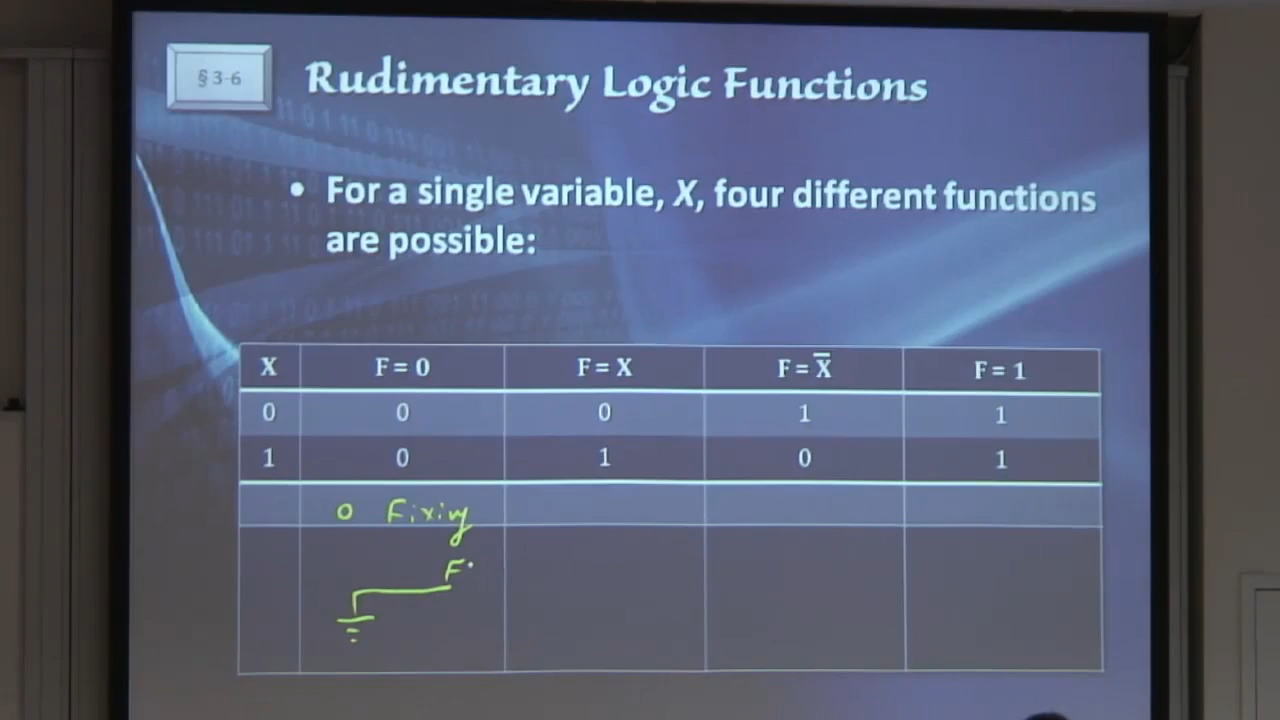 § 3-6
Rudimentary Logic Functions
• For a single variable, X, four different functions
are possible:
X F = 0 F = X F = X̅ F = 1
0 0 0 1 1
1 0 1 0 1
0 Fixing
F